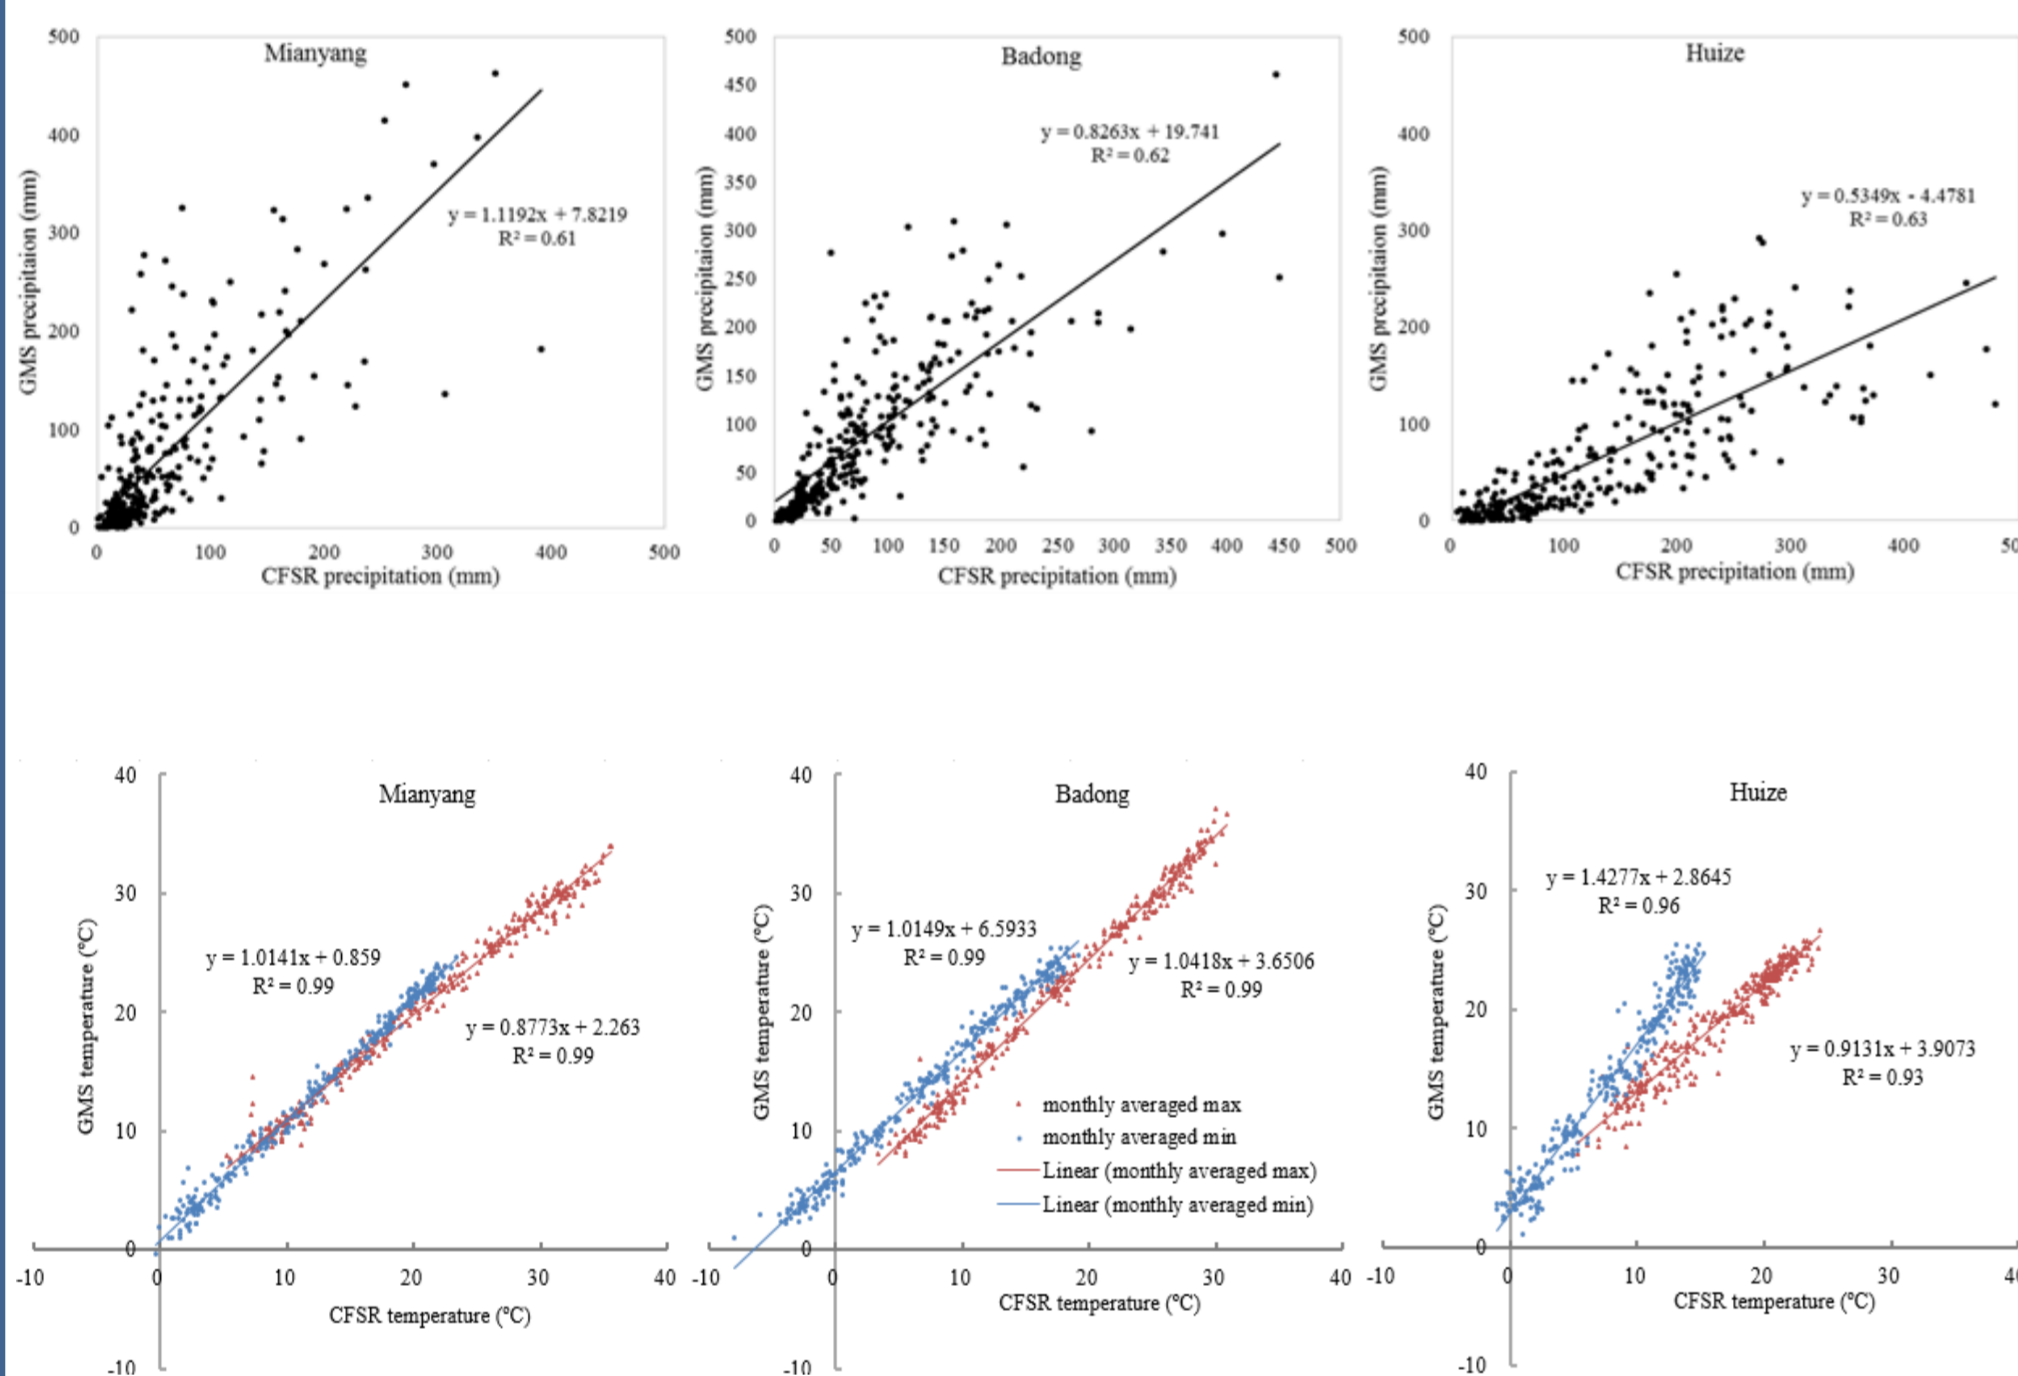 Mianyang
y = 1.1192x + 7.8219
R² = 0.61
GMS prccipitaion (mm)
500
400
300
200
100
0
0 100 200 300 400 500
CFSR precipitation (mm)
Badong
y = 0.8263x + 19.741
R² = 0.62
GMS prccipitaion (mm)
500
450
400
350
300
250
200
150
100
50
0
0 50 100 150 200 250 300 350 400 450 500
CFSR precipitation (mm)
Huize
y = 0.5349x - 4.4781
R² = 0.63
GMS prccipitaion (mm)
500
400
300
200
100
0
0 100 200 300 400
CFSR precipitation (mm)
Mianyang
y = 1.0141x + 0.859
R² = 0.99
y = 0.8773x + 2.263
R² = 0.99
GMS temperature (°C)
40
30
20
10
0
-10
-10 0 10 20 30 40
CFSR temperature (°C)
Badong
y = 1.0149x + 6.5933
R² = 0.99
y = 1.0418x + 3.6506
R² = 0.99
monthly averaged max
monthly averaged min
Linear (monthly averaged max)
Linear (monthly averaged min)
GMS temperature (°C)
40
30
20
10
0
-10
-10 0 10 20 30 40
CFSR temperature (°C)
Huize
y = 1.4277x + 2.8645
R² = 0.96
y = 0.9131x + 3.9073
R² = 0.93
GMS temperature (°C)
40
30
20
10
0
-10
-10 0 10 20 30
CFSR temperature (°C)